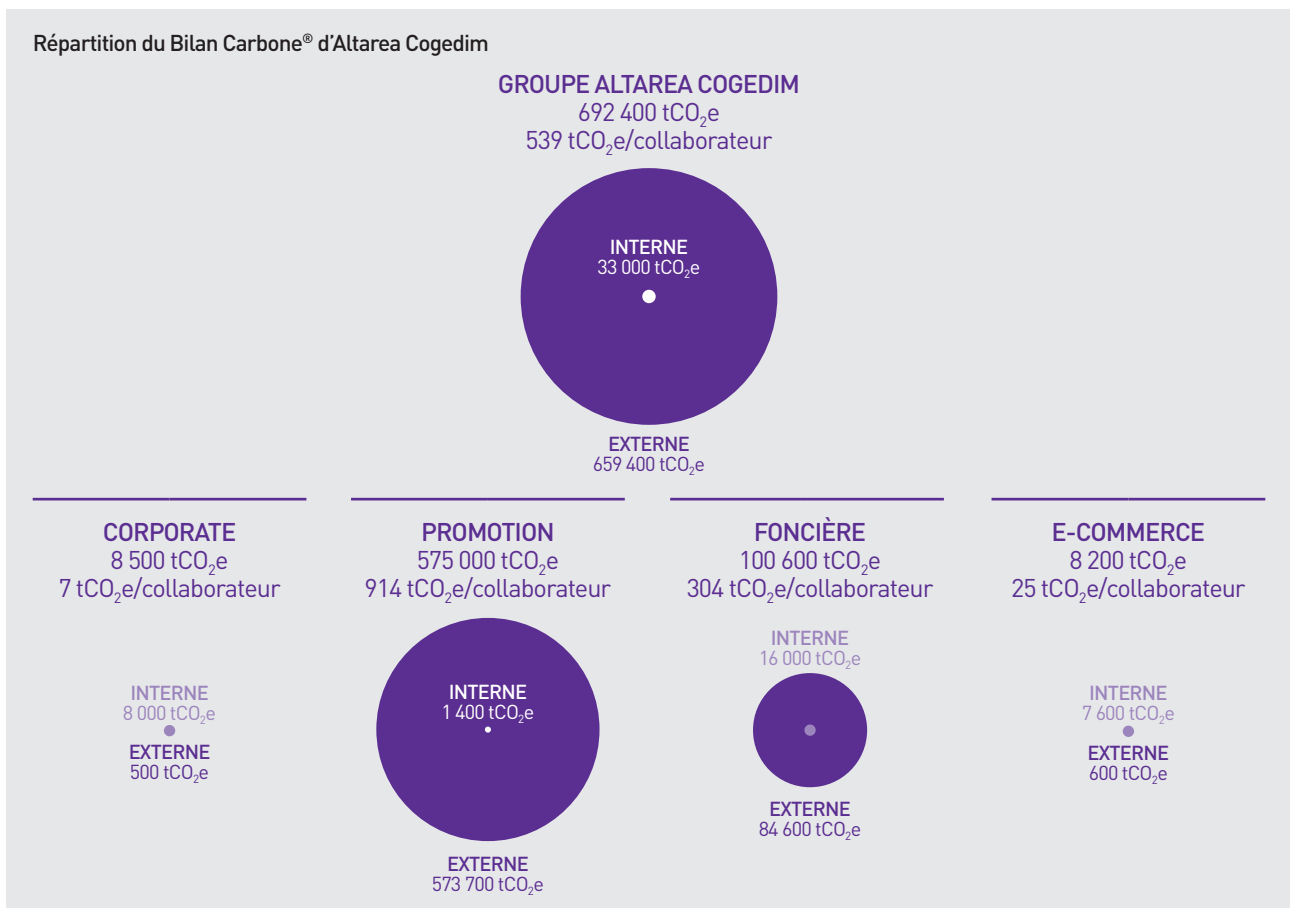 Répartition du Bilan Carbone® d'Altarea Cogedim
GROUPE ALTAREA COGEDIM
692 400 tCO₂e
539 tCO₂e/collaborateur
INTERNE
33 000 tCO₂e
EXTERNE
659 400 tCO₂e
CORPORATE
8 500 tCO₂e
7 tCO₂e/collaborateur
INTERNE
8 000 tCO₂e
EXTERNE
500 tCO₂e
PROMOTION
575 000 tCO₂e
914 tCO₂e/collaborateur
INTERNE
1 400 tCO₂e
EXTERNE
573 700 tCO₂e
FONCIÈRE
100 600 tCO₂e
304 tCO₂e/collaborateur
INTERNE
16 000 tCO₂e
EXTERNE
84 600 tCO₂e
E-COMMERCE
8 200 tCO₂e
25 tCO₂e/collaborateur
INTERNE
7 600 tCO₂e
EXTERNE
600 tCO₂e